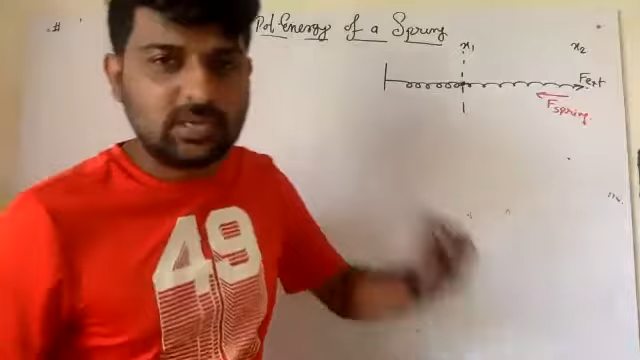 # Pot Energy of a Spring
x₁ x₂
Fext
Fspring
49